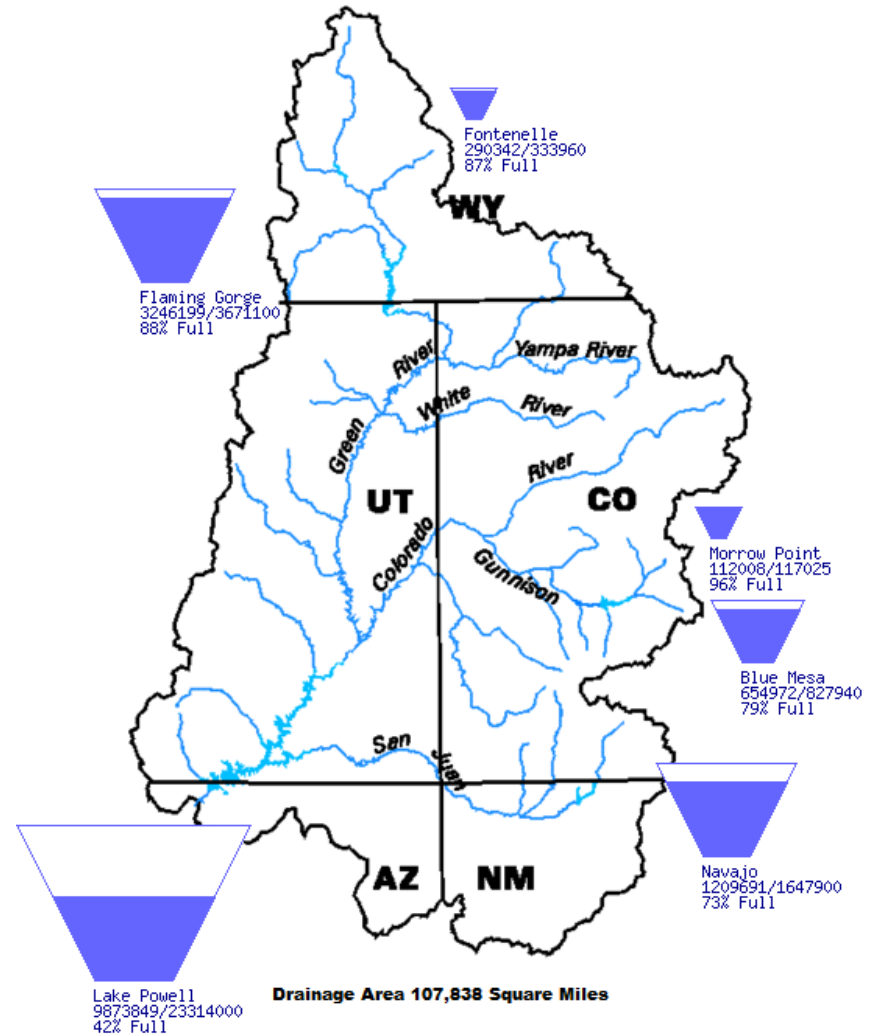 Fontenelle
290342/333960
87% Full
WY
Flaming Gorge
3246199/3671100
88% Full
River
Yampa River
White
River
Green
River
UT
CO
Colorado
Gunnison
Morrow Point
112008/117025
96% Full
Blue Mesa
654972/827940
79% Full
San
Juan
Navajo
1209691/1647900
73% Full
AZ
NM
Lake Powell
9873849/23314000
42% Full
Drainage Area 107,838 Square Miles